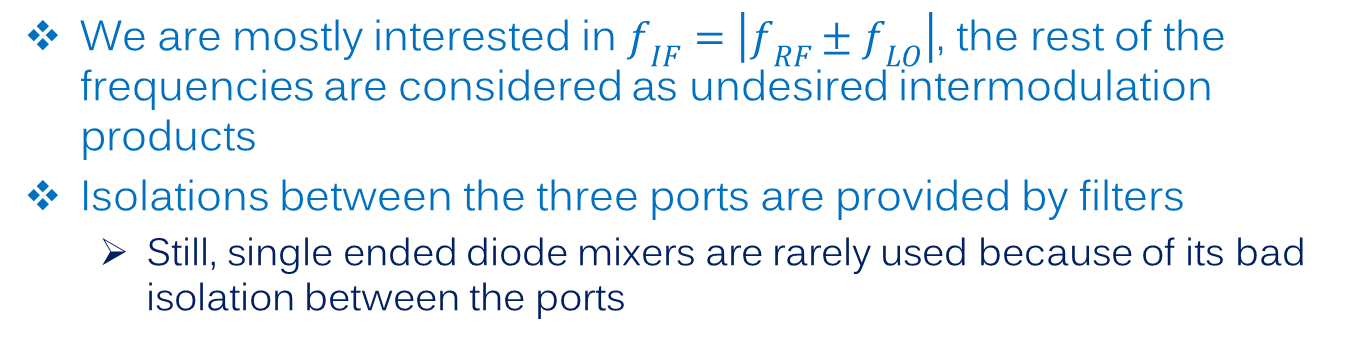 ❖ We are mostly interested in f_IF = |f_RF ± f_LO|, the rest of the
frequencies are considered as undesired intermodulation
products
❖ Isolations between the three ports are provided by filters
➢ Still, single ended diode mixers are rarely used because of its bad
isolation between the ports